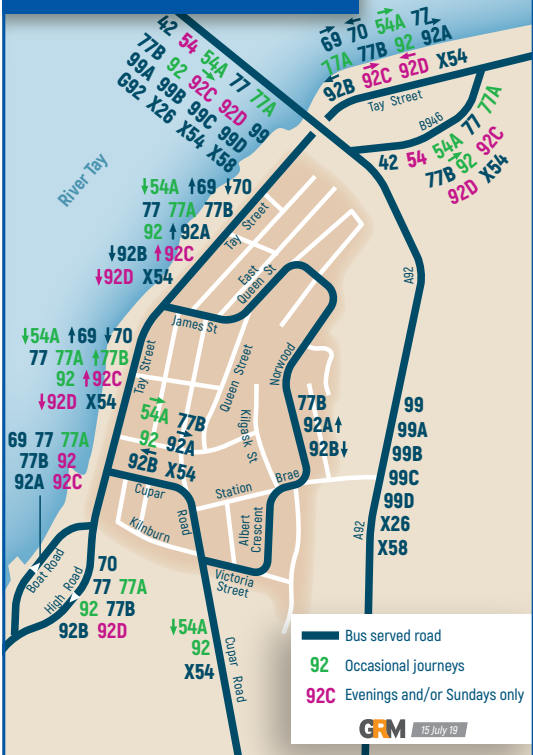 42 54 54A 77 77A
77B 92 92C 92D 99
99A 99B 99C 99D
G92 X26 X54 X58
69 70 54A 77
77A 77B 92 92A
92B 92C 92D X54
Tay Street
B946
42 54 54A 77 77A
77B 92 92C
92D X54
River Tay
↓54A ↑69 ↓70
77 77A 77B
92 ↑92A
↓92B ↑92C
↓92D X54
Tay Street
East
Queen St
A92
James St
↓54A ↑69 ↓70
77 77A ↑77B
92 ↑92C
↓92D X54
Tay Street
Queen Street
Norwood
54A 77B
92 92A
92B X54
Kilgask St
77B
92A↑
92B↓
99
99A
99B
99C
99D
X26
X58
69 77 77A
77B 92
92A 92C
Cupar
Road
Station
Brae
Kilnburn
Albert
Crescent
A92
Boat Road
High Road
70
77 77A
92 77B
92B 92D
Victoria
Street
↓54A
92
X54
Cupar Road
Bus served road
92 Occasional journeys
92C Evenings and/or Sundays only
GRM 15 July 19